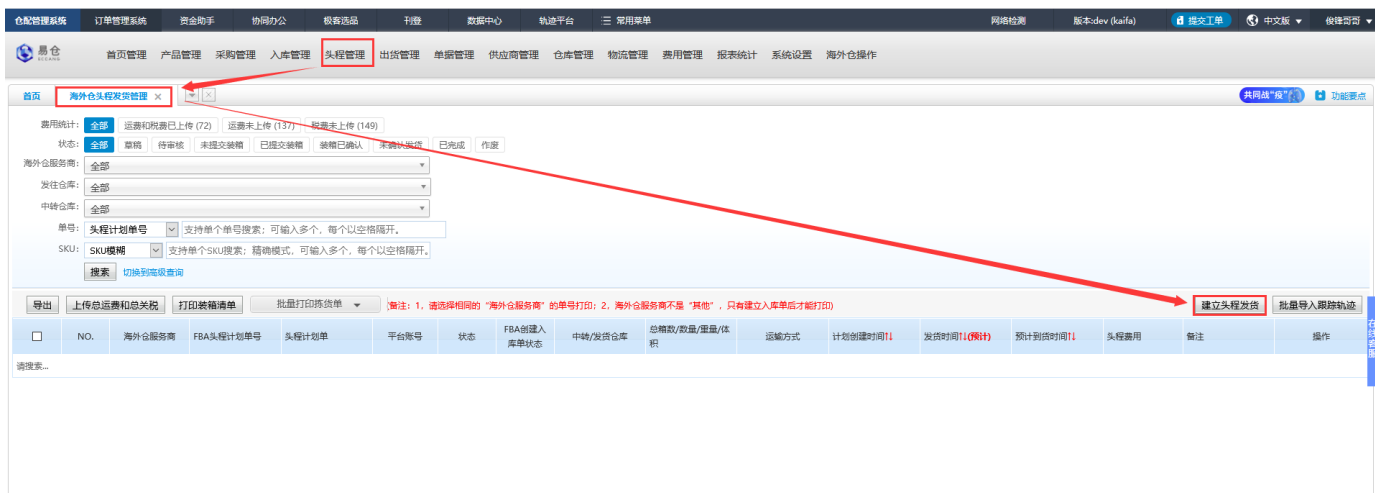 仓配管理系统 订单管理系统 资金助手 协同办公 极客选品 刊登 数据中心 轨迹平台 常用菜单 网络检测 版本:dev (kaifa) 提交工单 中文版 俊锋哥哥
易仓 ECCANG 首页管理 产品管理 采购管理 入库管理 头程管理 出货管理 单据管理 供应商管理 仓库管理 物流管理 费用管理 报表统计 系统设置 海外仓操作
首页 海外仓头程发货管理 共同战"疫" 功能要点
费用统计: 全部 运费和税费已上传 (72) 运费未上传 (137) 税费未上传 (149)
状态: 全部 草稿 待审核 未提交装箱 已提交装箱 装箱已确认 未确认发货 已完成 作废
海外仓服务商: 全部
发往仓库: 全部
中转仓库: 全部
单号: 头程计划单号 支持单个单号搜索; 可输入多个, 每个以空格隔开。
SKU: SKU模糊 支持单个SKU搜索; 精确模式, 可输入多个, 每个以空格隔开。
搜索 切换到高级查询
导出 上传总运费和总关税 打印装箱清单 批量打印拣货单 (备注: 1, 请选择相同的 "海外仓服务商" 的单号打印; 2, 海外仓服务商不是 "其他" , 只有建立入库单后才能打印) 建立头程发货 批量导入跟踪轨迹
NO. 海外仓服务商 FBA头程计划单号 头程计划单 平台账号 状态 FBA创建入库单状态 中转/发货仓库 总箱数/数量/重量/体积 运输方式 计划创建时间↑↓ 发货时间↑↓(预计) 预计到货时间↑↓ 头程费用 备注 操作
请搜索...
在线客服